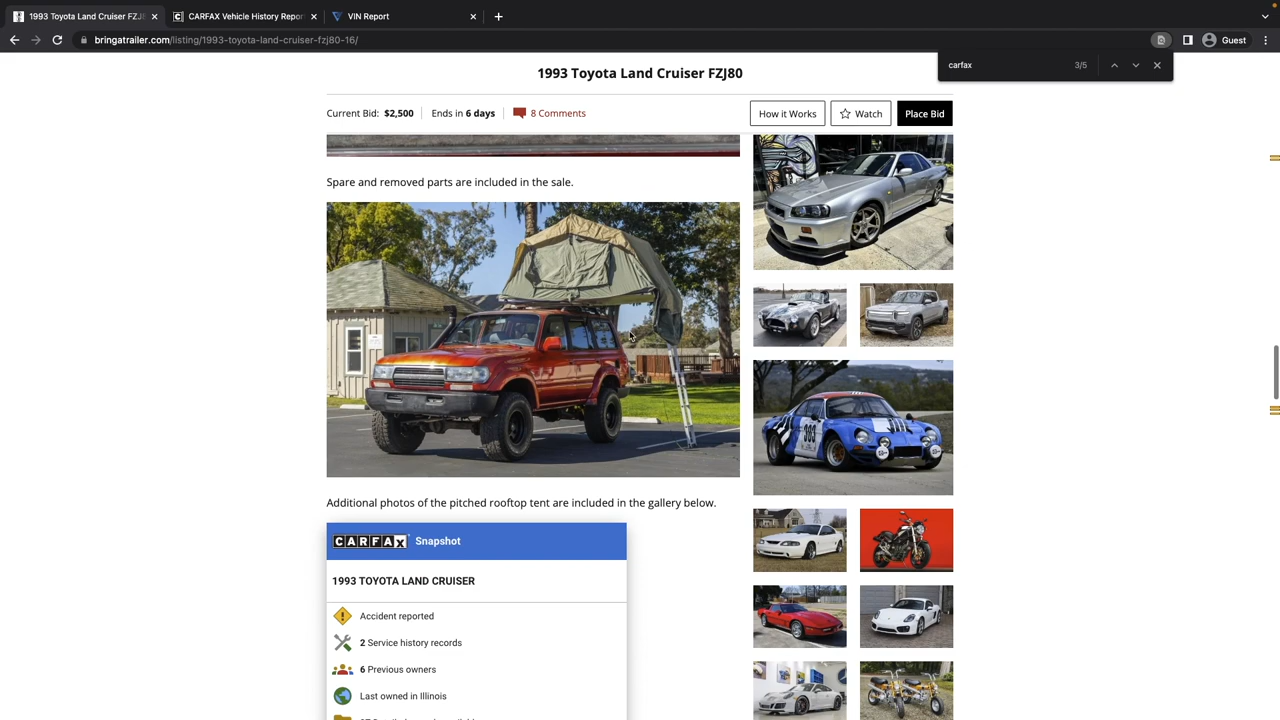 1993 Toyota Land Cruiser FZJ8
CARFAX Vehicle History Repor
VIN Report
bringatrailer.com/listing/1993-toyota-land-cruiser-fzj80-16/
Guest
carfax
3/5
1993 Toyota Land Cruiser FZJ80
Current Bid: $2,500
Ends in 6 days
8 Comments
How it Works
Watch
Place Bid
Spare and removed parts are included in the sale.
383
Additional photos of the pitched rooftop tent are included in the gallery below.
CARFAX Snapshot
1993 TOYOTA LAND CRUISER
Accident reported
2 Service history records
6 Previous owners
Last owned in Illinois